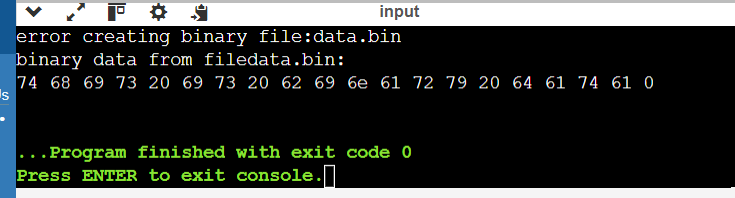 input
error creating binary file:data.bin
binary data from filedata.bin:
74 68 69 73 20 69 73 20 62 69 6e 61 72 79 20 64 61 74 61 0
...Program finished with exit code 0
Press ENTER to exit console.